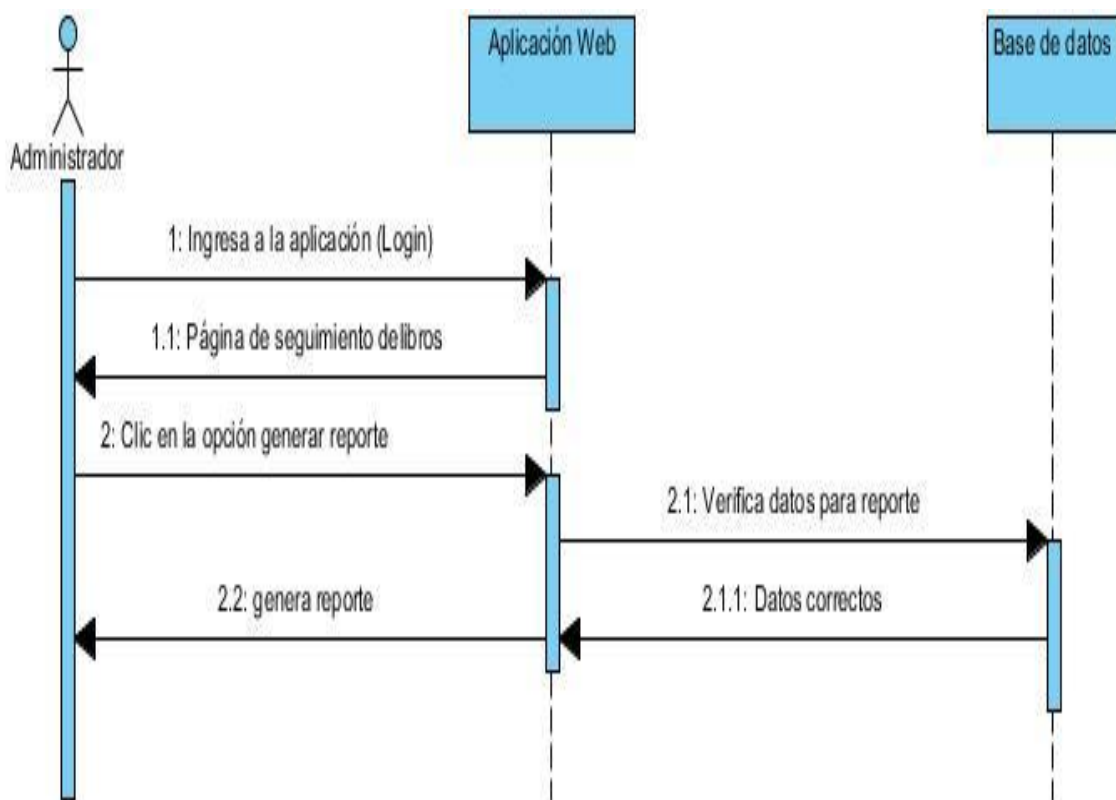 Aplicación Web
Base de datos
Administrador
1: Ingresa a la aplicación (Login)
1.1: Página de seguimiento delibros
2: Clic en la opción generar reporte
2.1: Verifica datos para reporte
2.2: genera reporte
2.1.1: Datos correctos